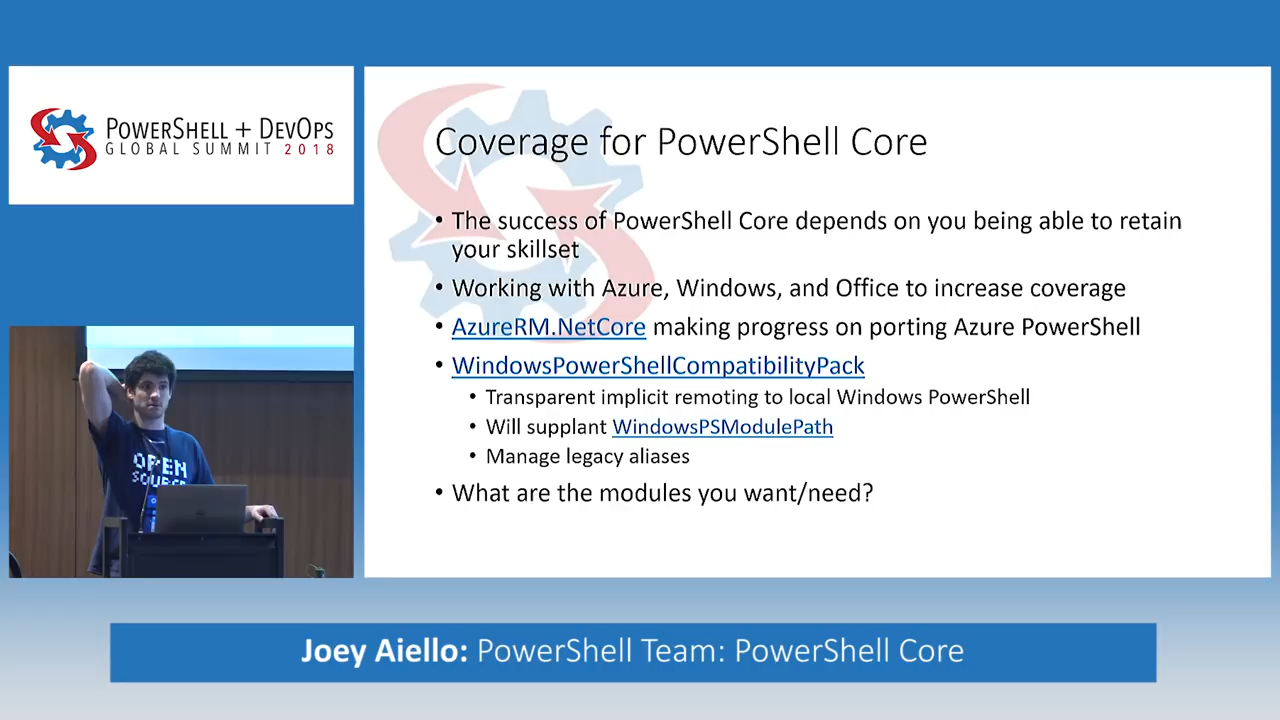 POWERSHELL + DEVOPS
GLOBAL SUMMIT 2018
Coverage for PowerShell Core
• The success of PowerShell Core depends on you being able to retain
your skillset
• Working with Azure, Windows, and Office to increase coverage
• AzureRM.NetCore making progress on porting Azure PowerShell
• WindowsPowerShellCompatibilityPack
• Transparent implicit remoting to local Windows PowerShell
• Will supplant WindowsPSModulePath
• Manage legacy aliases
• What are the modules you want/need?
OPEN
SOURCE
Joey Aiello: PowerShell Team: PowerShell Core